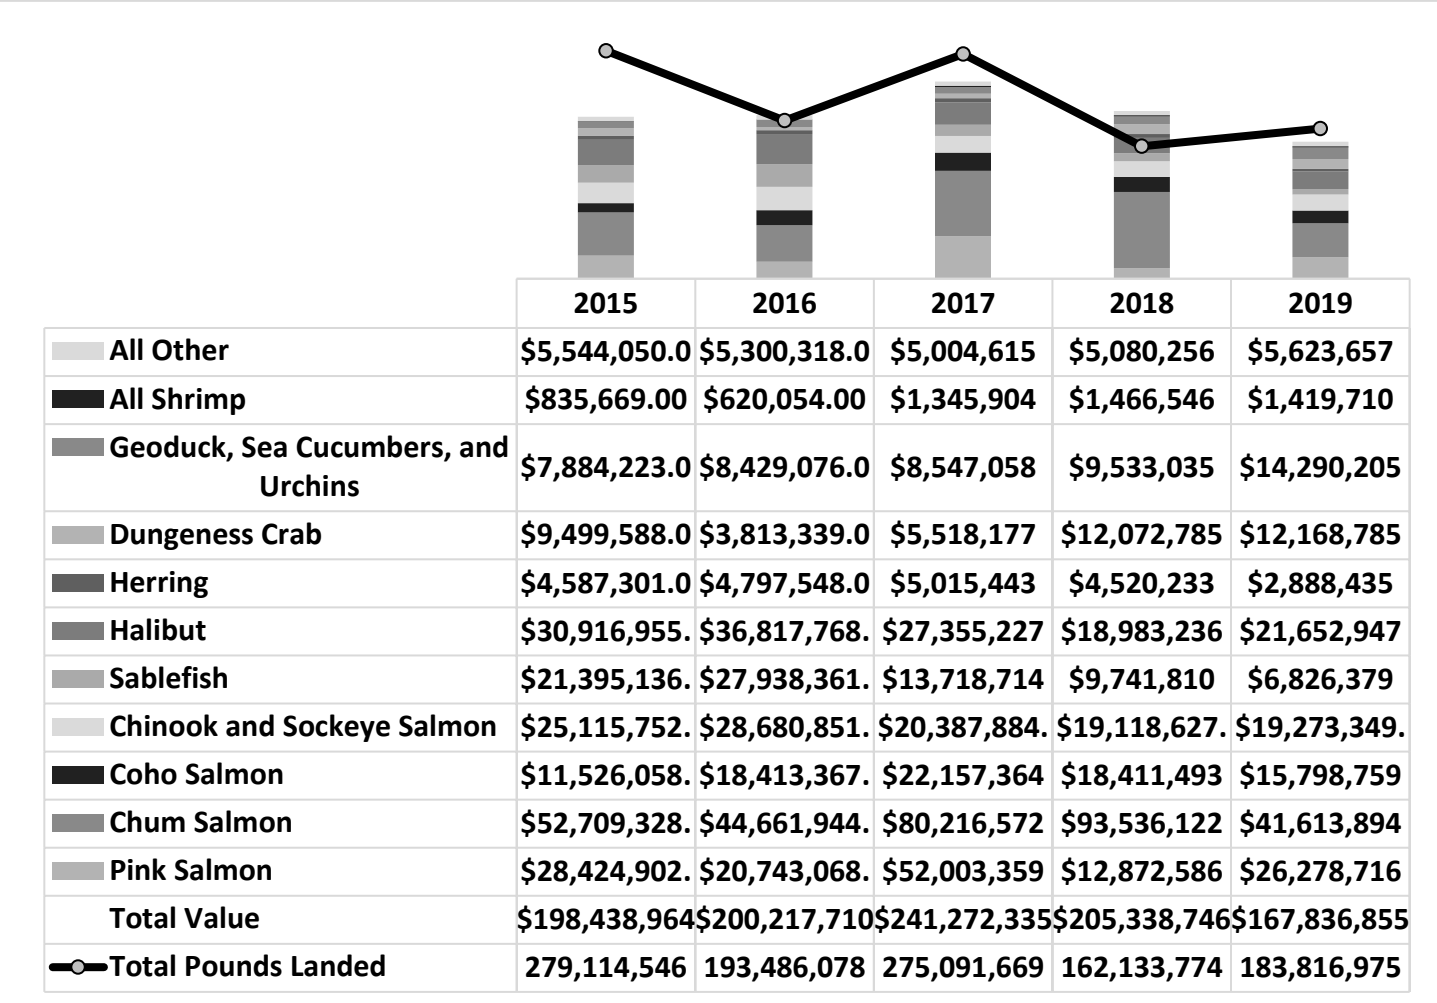 2015 2016 2017 2018 2019
All Other $5,544,050.0 $5,300,318.0 $5,004,615 $5,080,256 $5,623,657
All Shrimp $835,669.00 $620,054.00 $1,345,904 $1,466,546 $1,419,710
Geoduck, Sea Cucumbers, and
Urchins $7,884,223.0 $8,429,076.0 $8,547,058 $9,533,035 $14,290,205
Dungeness Crab $9,499,588.0 $3,813,339.0 $5,518,177 $12,072,785 $12,168,785
Herring $4,587,301.0 $4,797,548.0 $5,015,443 $4,520,233 $2,888,435
Halibut $30,916,955. $36,817,768. $27,355,227 $18,983,236 $21,652,947
Sablefish $21,395,136. $27,938,361. $13,718,714 $9,741,810 $6,826,379
Chinook and Sockeye Salmon $25,115,752. $28,680,851. $20,387,884. $19,118,627. $19,273,349.
Coho Salmon $11,526,058. $18,413,367. $22,157,364 $18,411,493 $15,798,759
Chum Salmon $52,709,328. $44,661,944. $80,216,572 $93,536,122 $41,613,894
Pink Salmon $28,424,902. $20,743,068. $52,003,359 $12,872,586 $26,278,716
Total Value $198,438,964 $200,217,710 $241,272,335 $205,338,746 $167,836,855
Total Pounds Landed 279,114,546 193,486,078 275,091,669 162,133,774 183,816,975